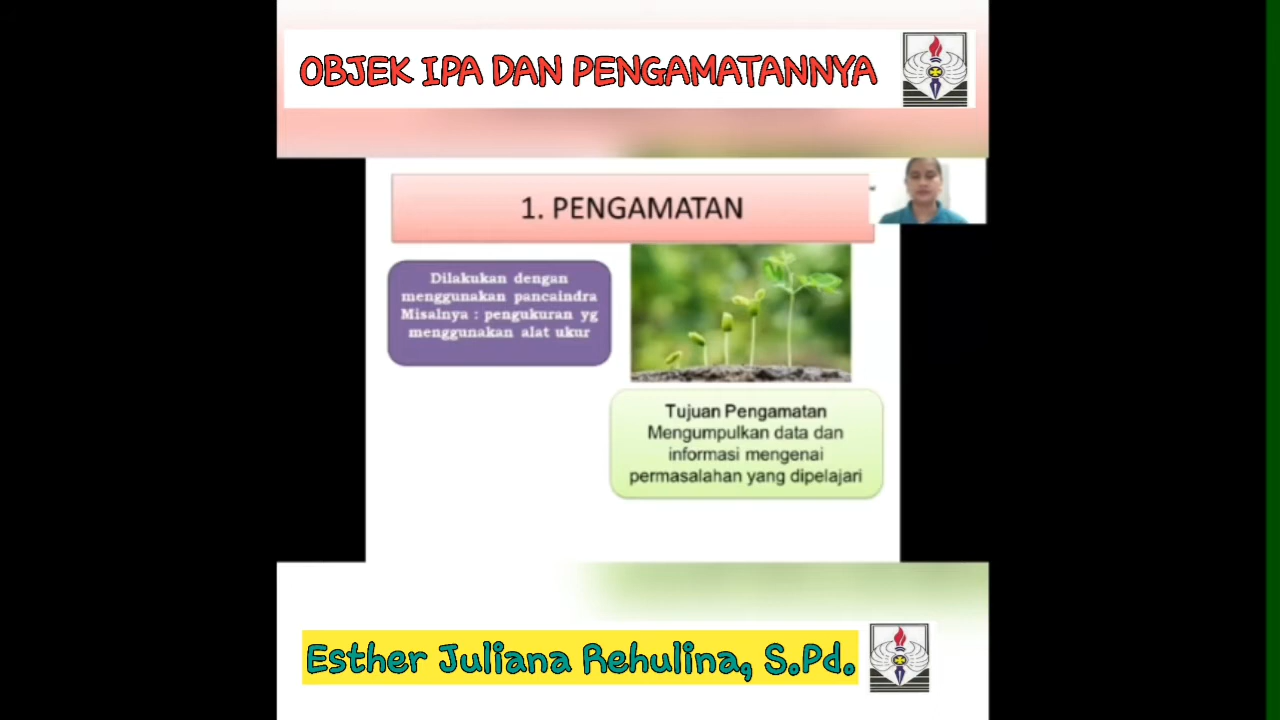 OBJEK IPA DAN PENGAMATANNYA
1. PENGAMATAN
Dilakukan dengan
menggunakan pancaindra
Misalnya : pengukuran yg
menggunakan alat ukur
Tujuan Pengamatan
Mengumpulkan data dan
informasi mengenai
permasalahan yang dipelajari
Esther Juliana Rehulina, S.Pd.